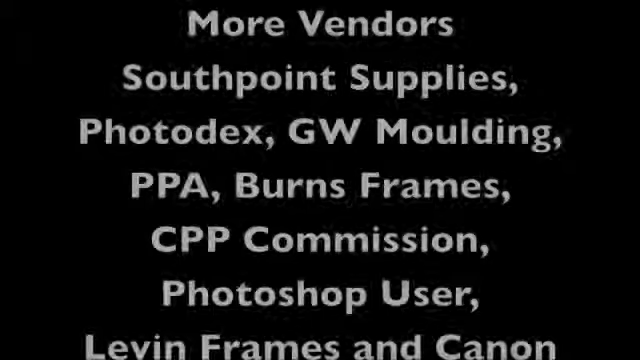 More Vendors
Southpoint Supplies,
Photodex, GW Moulding,
PPA, Burns Frames,
CPP Commission,
Photoshop User,
Levin Frames and Canon